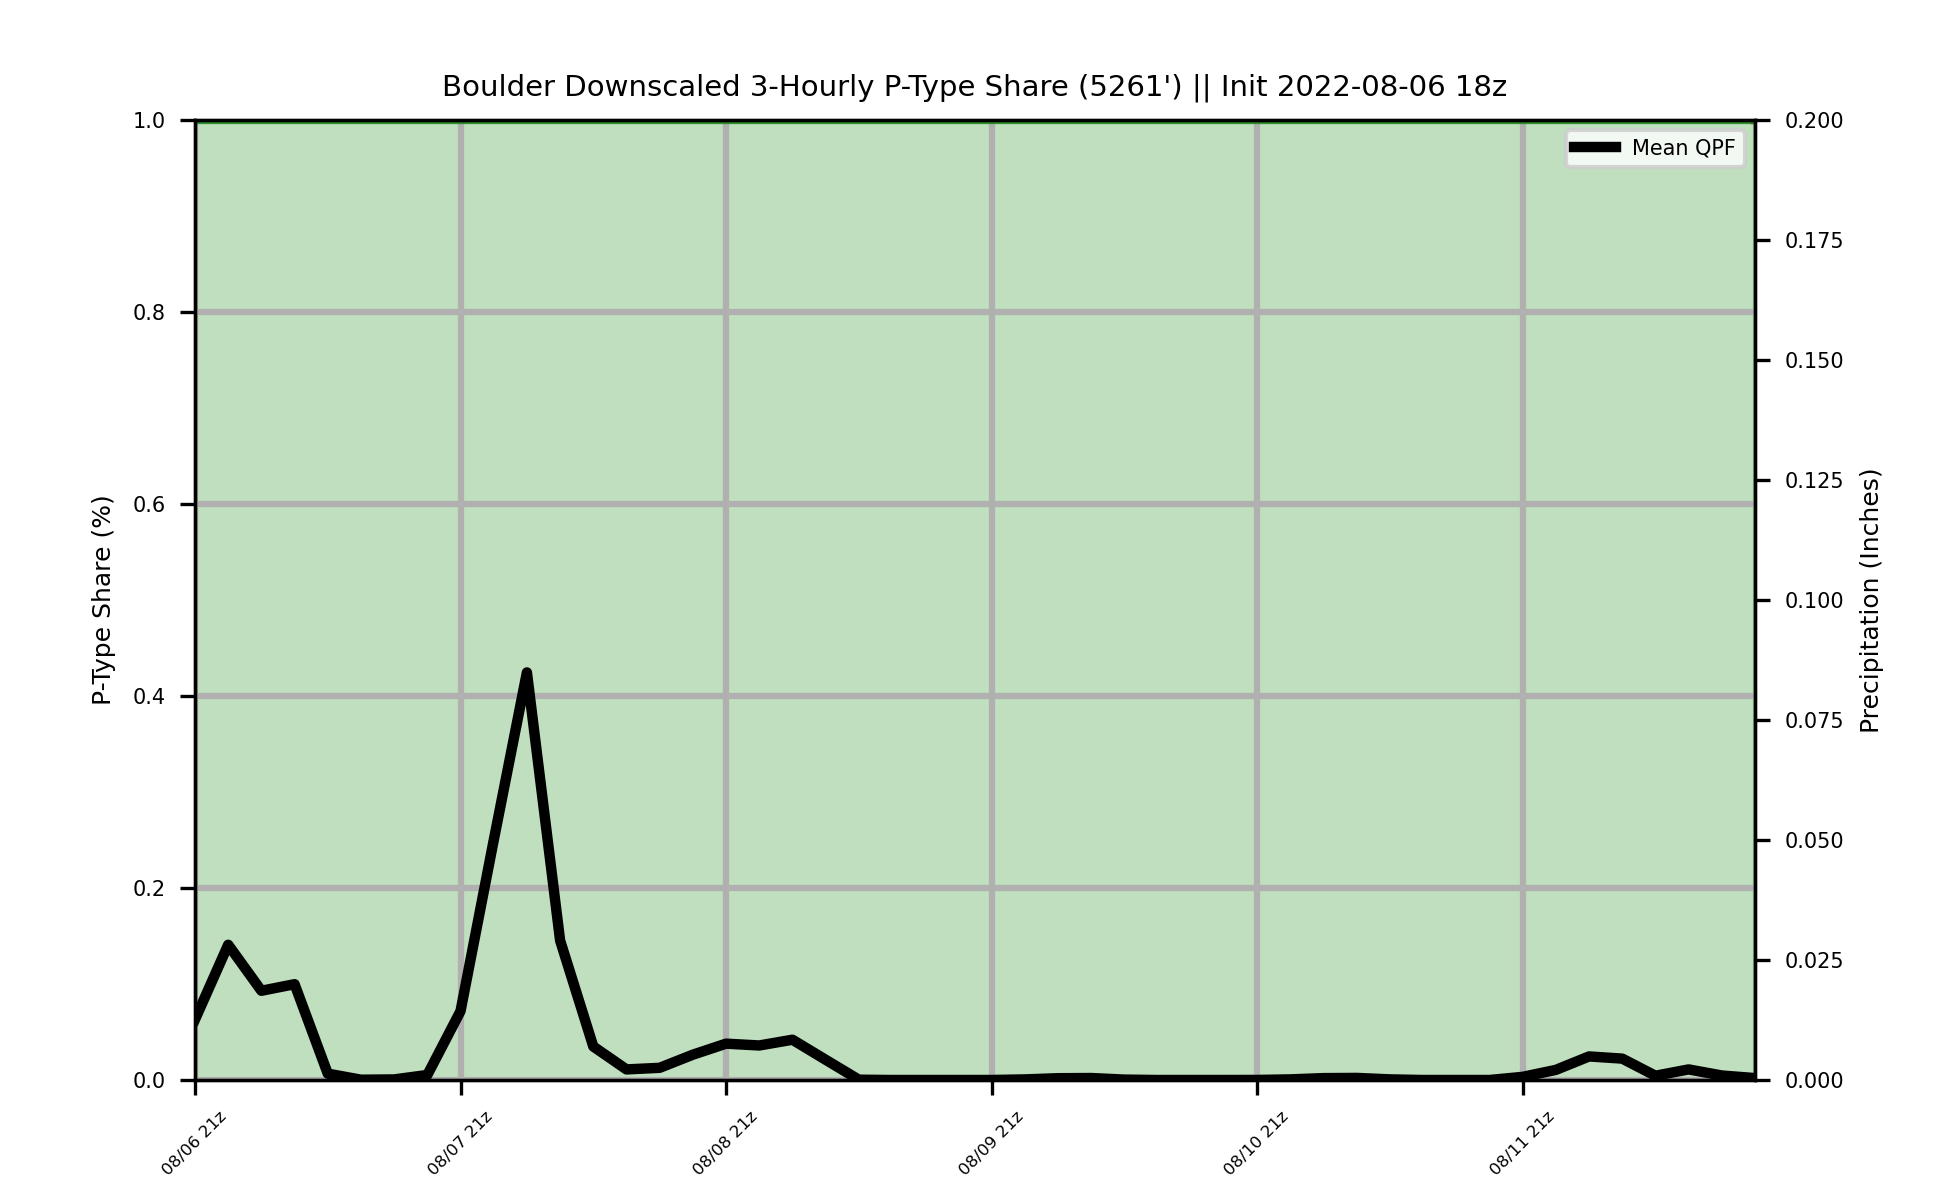 Boulder Downscaled 3-Hourly P-Type Share (5261') || Init 2022-08-06 18z
Mean QPF
P-Type Share (%)
1.0
0.8
0.6
0.4
0.2
0.0
0.200
0.175
0.150
0.125
0.100
0.075
0.050
0.025
0.000
Precipitation (Inches)
08/06 21z
08/07 21z
08/08 21z
08/09 21z
08/10 21z
08/11 21z